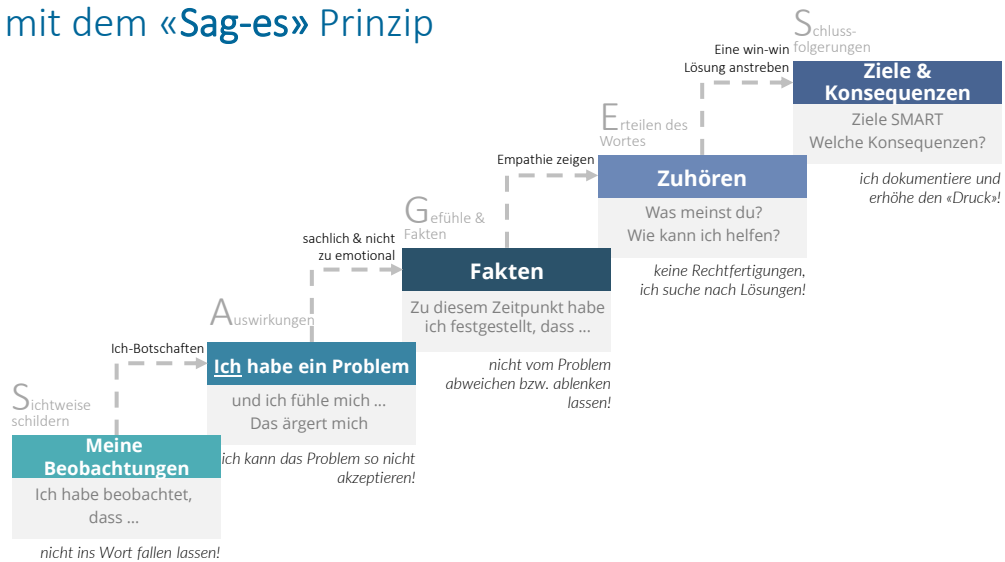 mit dem «Sag-es» Prinzip
Sichtweise
schildern
Meine
Beobachtungen
Ich habe beobachtet,
dass ...
nicht ins Wort fallen lassen!
Ich-Botschaften
Auswirkungen
Ich habe ein Problem
und ich fühle mich ...
Das ärgert mich
ich kann das Problem so nicht
akzeptieren!
sachlich & nicht
zu emotional
Gefühle &
Fakten
Fakten
Zu diesem Zeitpunkt habe
ich festgestellt, dass ...
nicht vom Problem
abweichen bzw. ablenken
lassen!
Empathie zeigen
Erteilen des
Wortes
Zuhören
Was meinst du?
Wie kann ich helfen?
keine Rechtfertigungen,
ich suche nach Lösungen!
Eine win-win
Lösung anstreben
Schluss-
folgerungen
Ziele &
Konsequenzen
Ziele SMART
Welche Konsequenzen?
ich dokumentiere und
erhöhe den «Druck»!